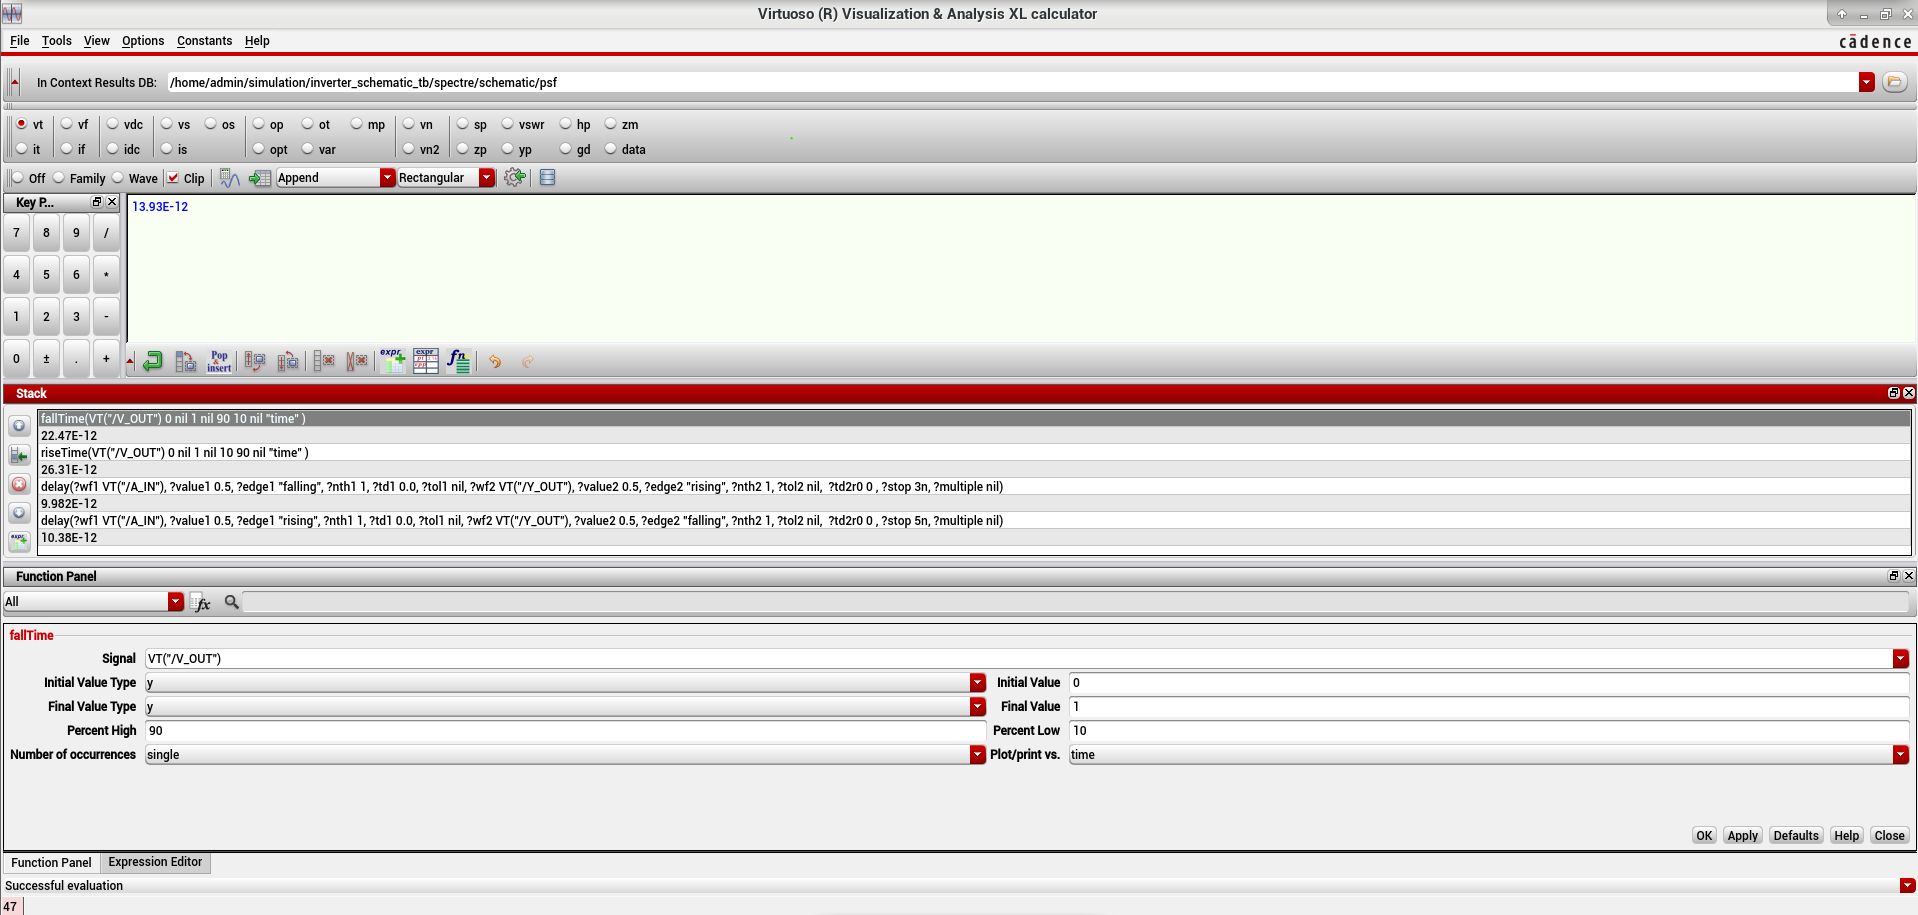 Virtuoso (R) Visualization & Analysis XL calculator
File Tools View Options Constants Help
cādence
In Context Results DB: /home/admin/simulation/inverter_schematic_tb/spectre/schematic/psf
vt vf vdc vs os op ot mp vn sp vswr hp zm
it if idc is opt var vn2 zp yp gd data
Off Family Wave Clip Append Rectangular
Key P...
13.93E-12
7 8 9 /
4 5 6 *
1 2 3 -
0 ± . +
Pop & insert expr expr fn
Stack
fallTime(VT("/V_OUT") 0 nil 1 nil 90 10 nil "time" )
22.47E-12
riseTime(VT("/V_OUT") 0 nil 1 nil 10 90 nil "time" )
26.31E-12
delay(?wf1 VT("/A_IN"), ?value1 0.5, ?edge1 "falling", ?nth1 1, ?td1 0.0, ?tol1 nil, ?wf2 VT("/Y_OUT"), ?value2 0.5, ?edge2 "rising", ?nth2 1, ?tol2 nil,  ?td2r0 0 , ?stop 3n, ?multiple nil)
9.982E-12
delay(?wf1 VT("/A_IN"), ?value1 0.5, ?edge1 "rising", ?nth1 1, ?td1 0.0, ?tol1 nil, ?wf2 VT("/Y_OUT"), ?value2 0.5, ?edge2 "falling", ?nth2 1, ?tol2 nil,  ?td2r0 0 , ?stop 5n, ?multiple nil)
expr
10.38E-12
Function Panel
All fx
fallTime
Signal VT("/V_OUT")
Initial Value Type y Initial Value 0
Final Value Type y Final Value 1
Percent High 90 Percent Low 10
Number of occurrences single Plot/print vs. time
OK Apply Defaults Help Close
Function Panel Expression Editor
Successful evaluation
47